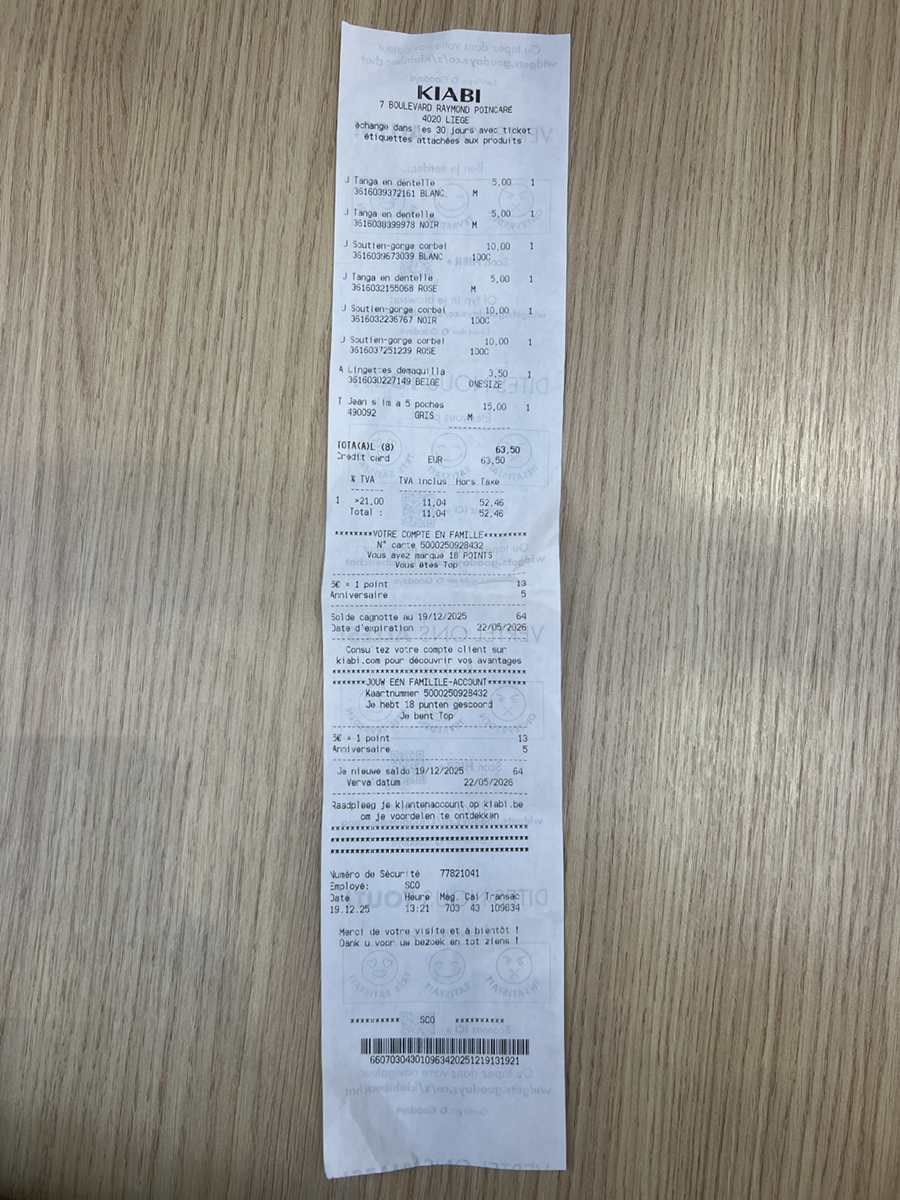 KIABI
7 BOULEVARD RAYMOND POINCARE
4020 LIEGE
échange dans les 30 jours avec ticket
étiquettes attachées aux produits
J Tanga en dentelle 5,00 1
3616039372161 BLANC M
J Tanga en dentelle 5,00 1
3616038399978 NOIR M
J Soutien-gorge corbei 10,00 1
3616039673039 BLANC 100C
J Tanga en dentelle 5,00 1
3616032155068 ROSE M
J Soutien-gorge corbei 10,00 1
3616032236767 NOIR 100C
J Soutien-gorge corbei 10,00 1
3616037251239 ROSE 100C
A Lingettes demaquilla 3,50 1
3616030227149 BEIGE ONESIZE
T Jean slim à 5 poches 15,00 1
490092 GRIS M
TOTA(A)L (8) 63,50
Credit card EUR 63,50
% TVA TVA inclus Hors Taxe
1 >21,00 11,04 52,46
Total : 11,04 52,46
********VOTRE COMPTE EN FAMILLE********
N° carte 5000250928432
Vous avez marqué 18 POINTS
Vous êtes Top
5€ = 1 point 13
Anniversaire 5
Solde cagnotte au 19/12/2025 64
Date d'expiration 22/05/2026
Consultez votre compte client sur
kiabi.com pour découvrir vos avantages
***************************************
*******JOUW EEN FAMILILE-ACCOUNT*******
Kaartnummer 5000250928432
Je hebt 18 punten gescoord
Je bent Top
5€ = 1 point 13
Anniversaire 5
Je nieuwe saldo 19/12/2025 64
Vervaldatum 22/05/2026
Raadpleeg je klantenaccount op kiabi.be
om je voordelen te ontdekken
***************************************
***************************************
***************************************
Numéro de Sécurité 77821041
Employé: SCO
Date Heure Mag. Cai Transac
19.12.25 13:21 703 43 109634
Merci de votre visite et à bientôt !
Dank u voor uw bezoek en tot ziens !
********** SCO **********
660703043010963420251219131921